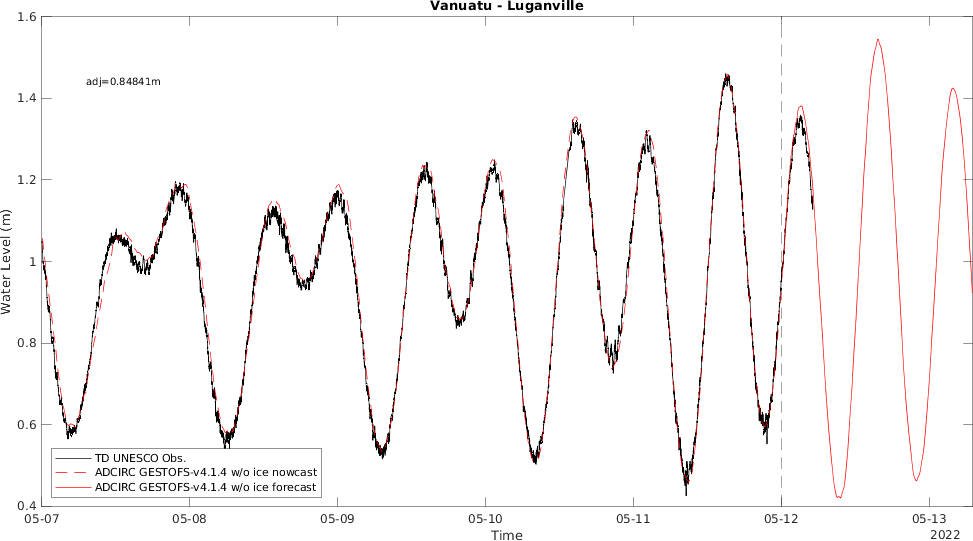 Vanuatu - Luganville
1.6
adj=0.84841m
1.4
1.2
1
0.8
0.6
0.4
Water Level (m)
TD UNESCO Obs.
ADCIRC GESTOFS-v4.1.4 w/o ice nowcast
ADCIRC GESTOFS-v4.1.4 w/o ice forecast
05-07 05-08 05-09 05-10 05-11 05-12 05-13
Time
2022